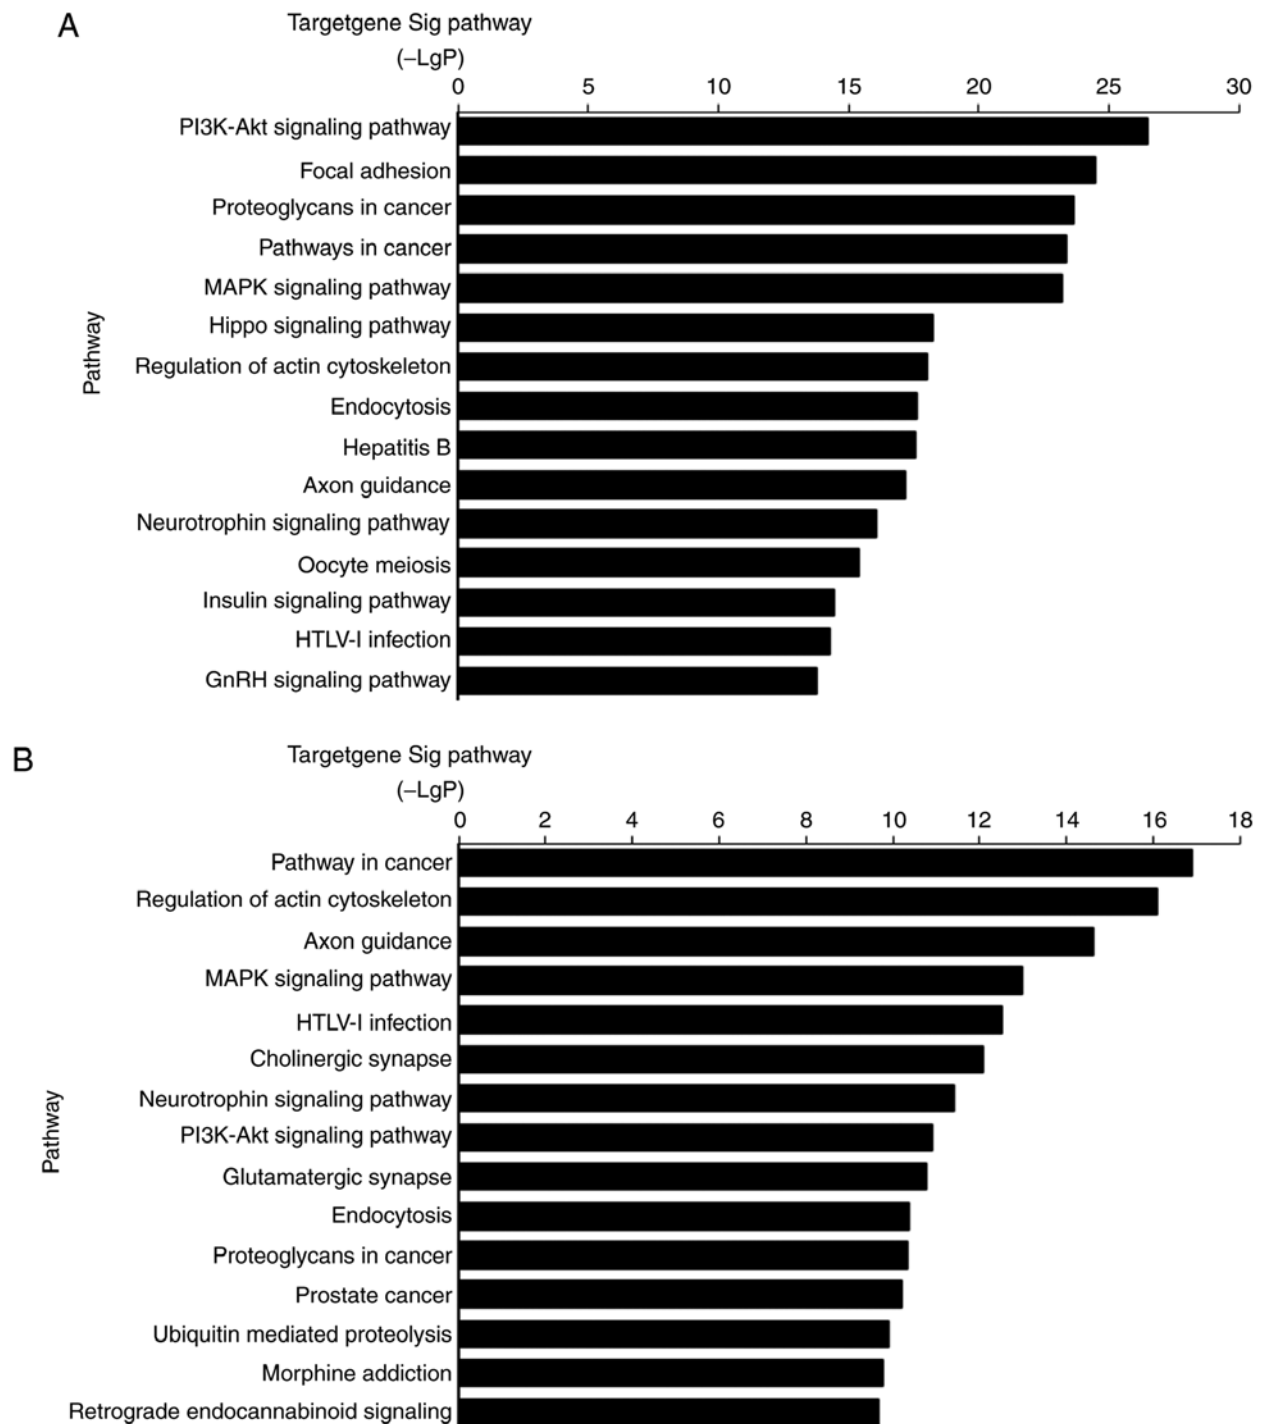 A
Targetgene Sig pathway
(–LgP)
0 5 10 15 20 25 30
PI3K-Akt signaling pathway
Focal adhesion
Proteoglycans in cancer
Pathways in cancer
MAPK signaling pathway
Hippo signaling pathway
Regulation of actin cytoskeleton
Endocytosis
Hepatitis B
Axon guidance
Neurotrophin signaling pathway
Oocyte meiosis
Insulin signaling pathway
HTLV-I infection
GnRH signaling pathway
Pathway
B
Targetgene Sig pathway
(–LgP)
0 2 4 6 8 10 12 14 16 18
Pathway in cancer
Regulation of actin cytoskeleton
Axon guidance
MAPK signaling pathway
HTLV-I infection
Cholinergic synapse
Neurotrophin signaling pathway
PI3K-Akt signaling pathway
Glutamatergic synapse
Endocytosis
Proteoglycans in cancer
Prostate cancer
Ubiquitin mediated proteolysis
Morphine addiction
Retrograde endocannabinoid signaling
Pathway